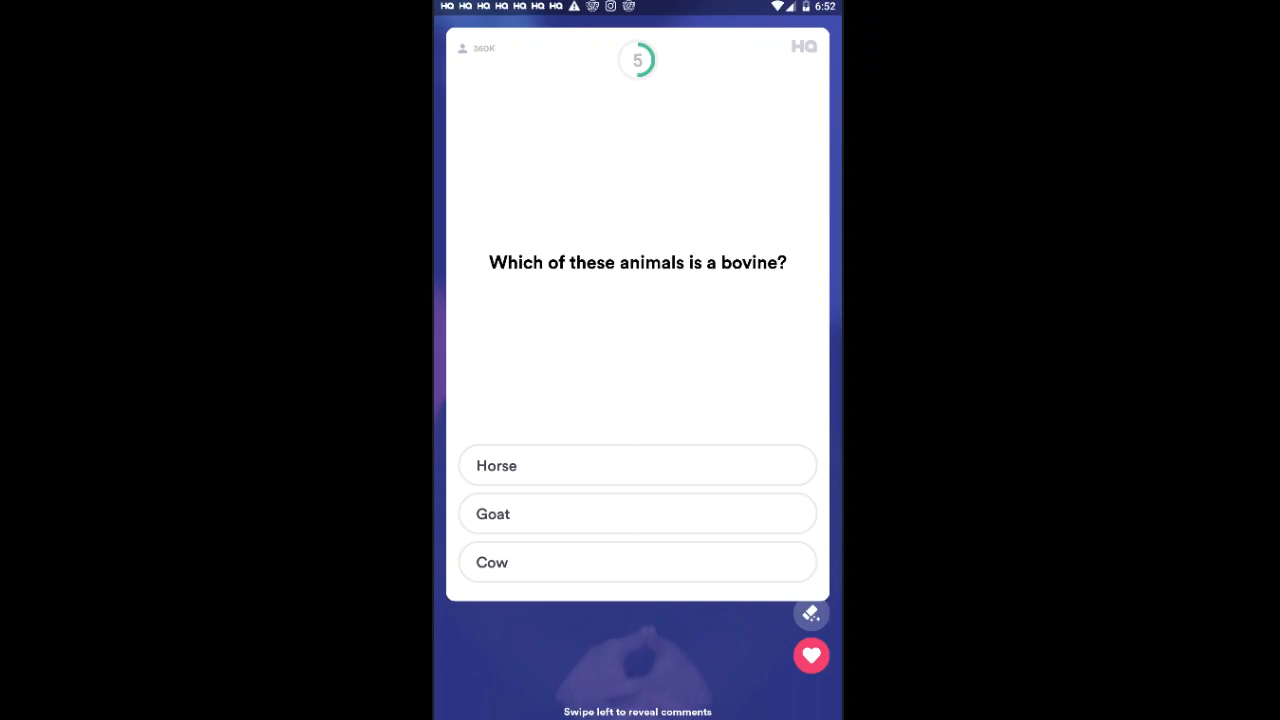 HQ HQ HQ HQ HQ HQ HQ 6:52
360K 5 HQ
Which of these animals is a bovine?
Horse
Goat
Cow
Swipe left to reveal comments